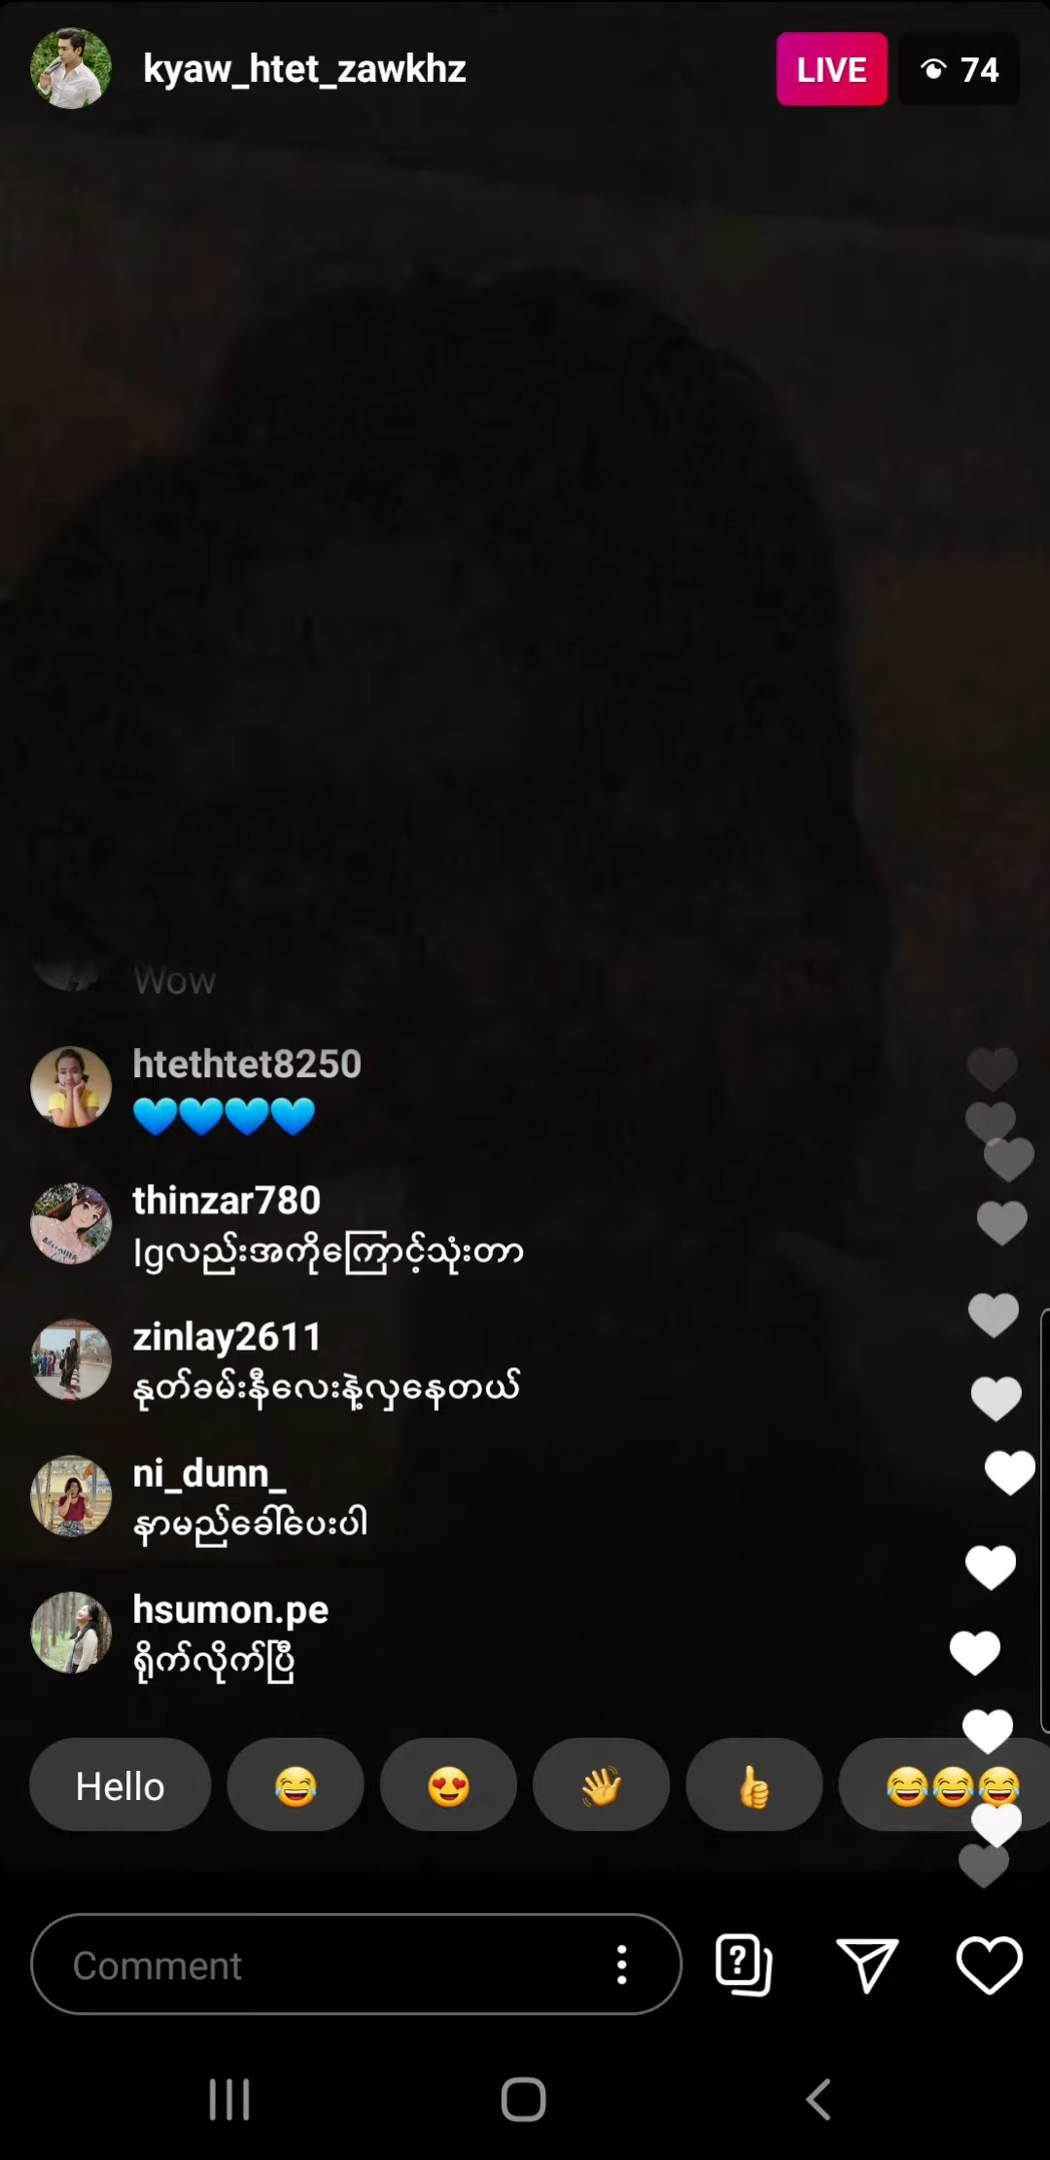 kyaw_htet_zawkhz
LIVE
74
Wow
htethtet8250
💙💙💙💙
thinzar780
Igလည်းအကိုကြောင့်သုံးတာ
zinlay2611
နုတ်ခမ်းနီလေးနဲ့လှနေတယ်
ni_dunn_
နာမည်ခေါ်ပေးပါ
hsumon.pe
ရိုက်လိုက်ပြီ
Hello 😂 😍 👋 👍 😂😂😂
Comment